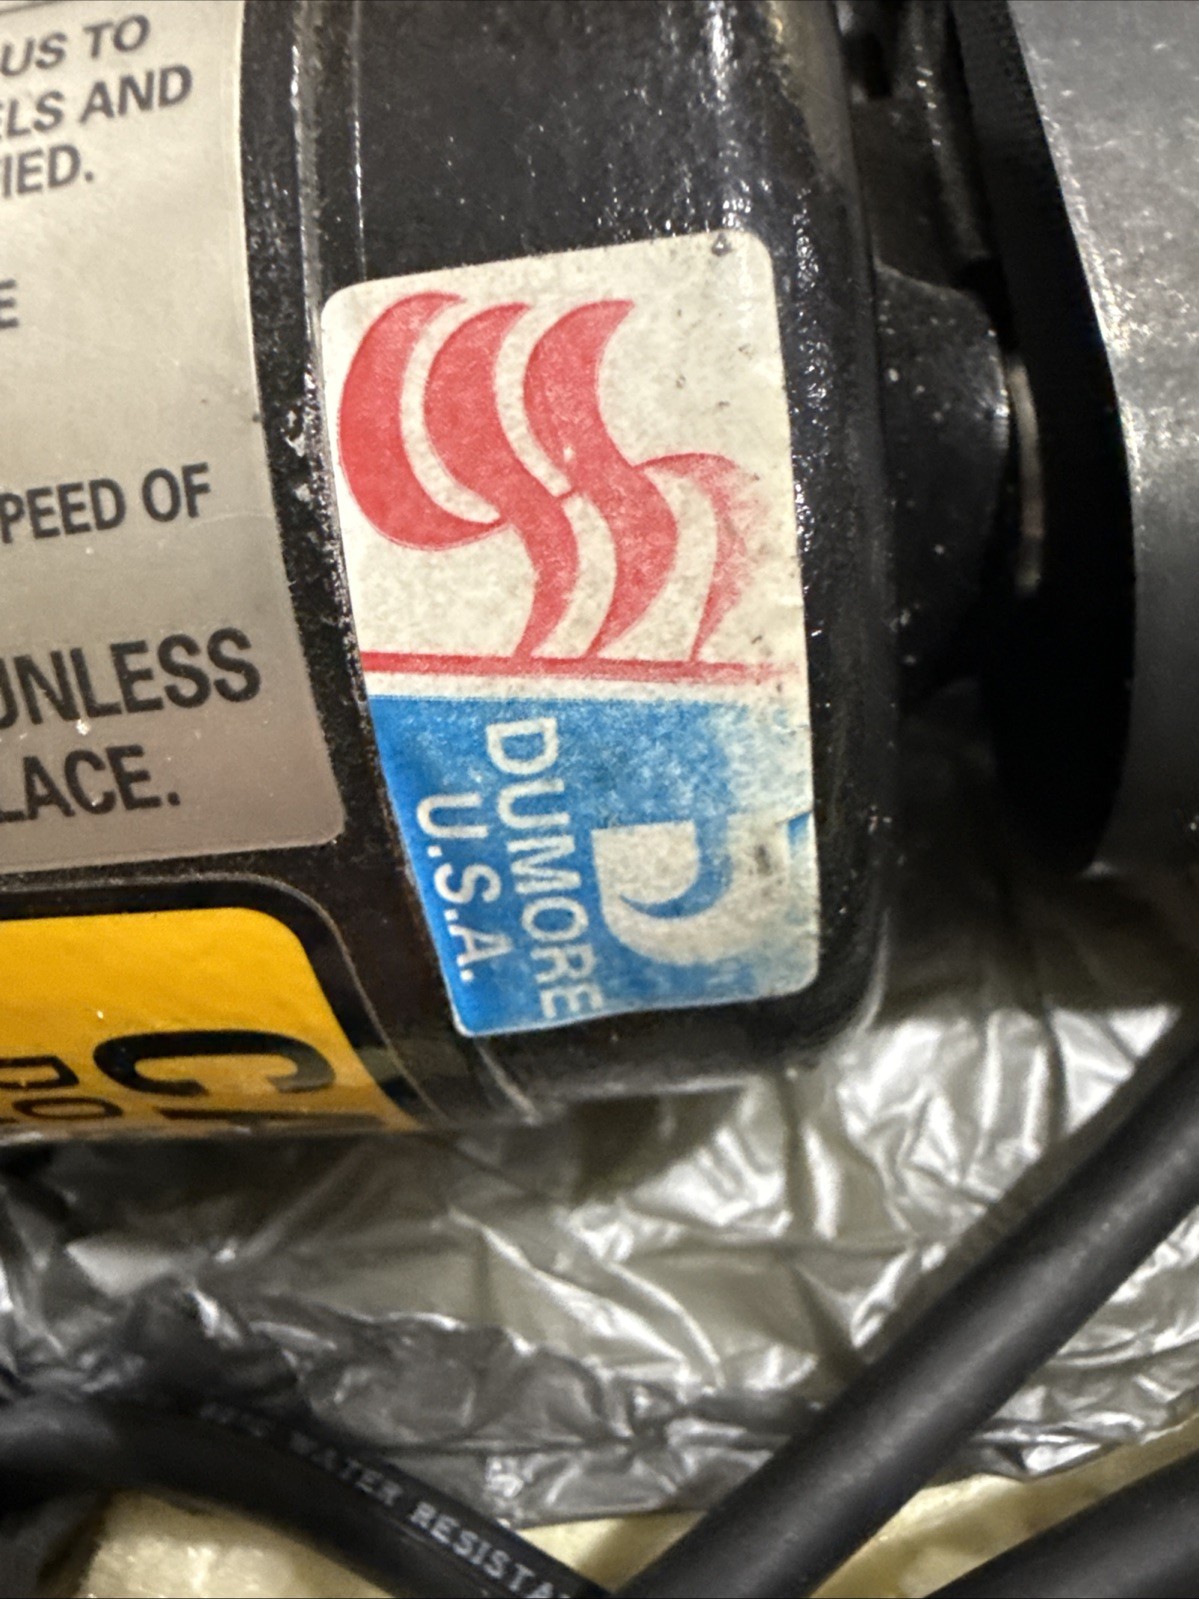 US TO
ELS AND
IED.
E
PEED OF
UNLESS
LACE.
DUMORE
U.S.A.
D
C
WATER RESISTA